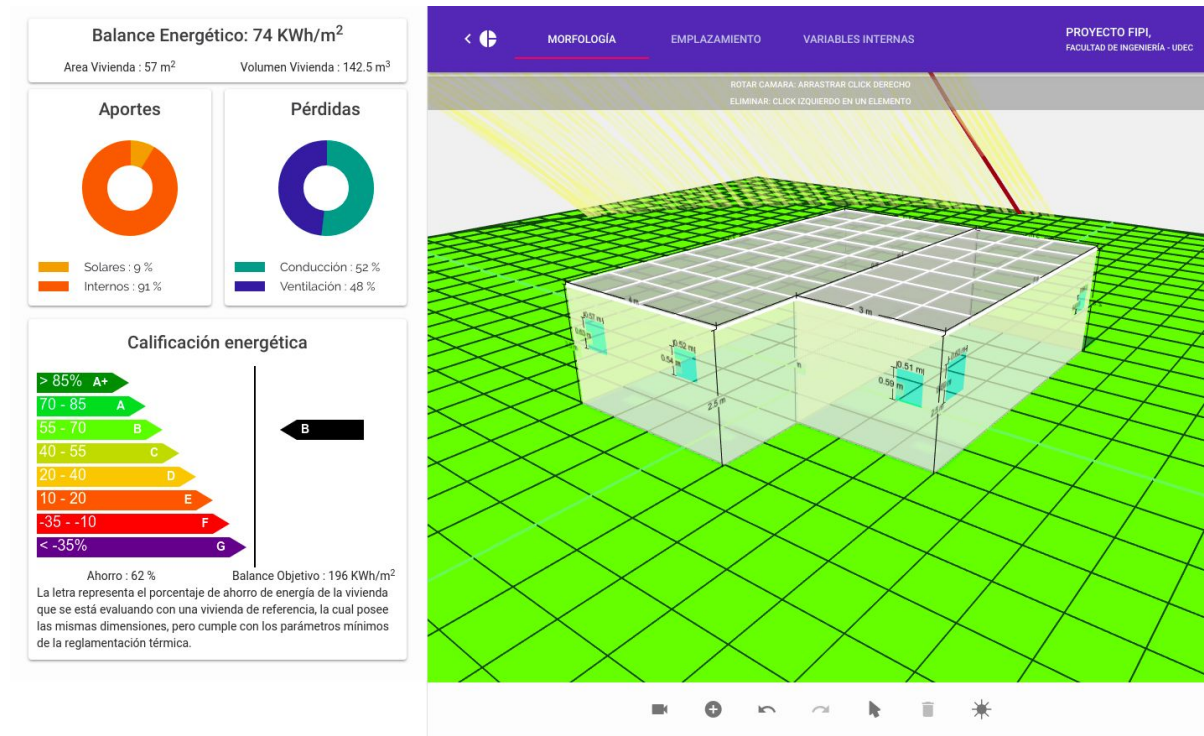 Balance Energético: 74 KWh/m²
Area Vivienda : 57 m²
Volumen Vivienda : 142.5 m³
Aportes
Solares : 9 %
Internos : 91 %
Pérdidas
Conducción : 52 %
Ventilación : 48 %
Calificación energética
> 85% A+
70 - 85 A
55 - 70 B
40 - 55 C
20 - 40 D
10 - 20 E
-35 - -10 F
< -35% G
B
Ahorro : 62 %
Balance Objetivo : 196 KWh/m²
La letra representa el porcentaje de ahorro de energía de la vivienda
que se está evaluando con una vivienda de referencia, la cual posee
las mismas dimensiones, pero cumple con los parámetros mínimos
de la reglamentación térmica.
MORFOLOGÍA
EMPLAZAMIENTO
VARIABLES INTERNAS
PROYECTO FIPI,
FACULTAD DE INGENIERÍA - UDEC
ROTAR CAMARA: ARRASTRAR CLICK DERECHO
ELIMINAR: CLICK IZQUIERDO EN UN ELEMENTO
4 m
3 m
0.57 m
0.52 m
0.54 m
0.51 m
0.59 m
2.5 m